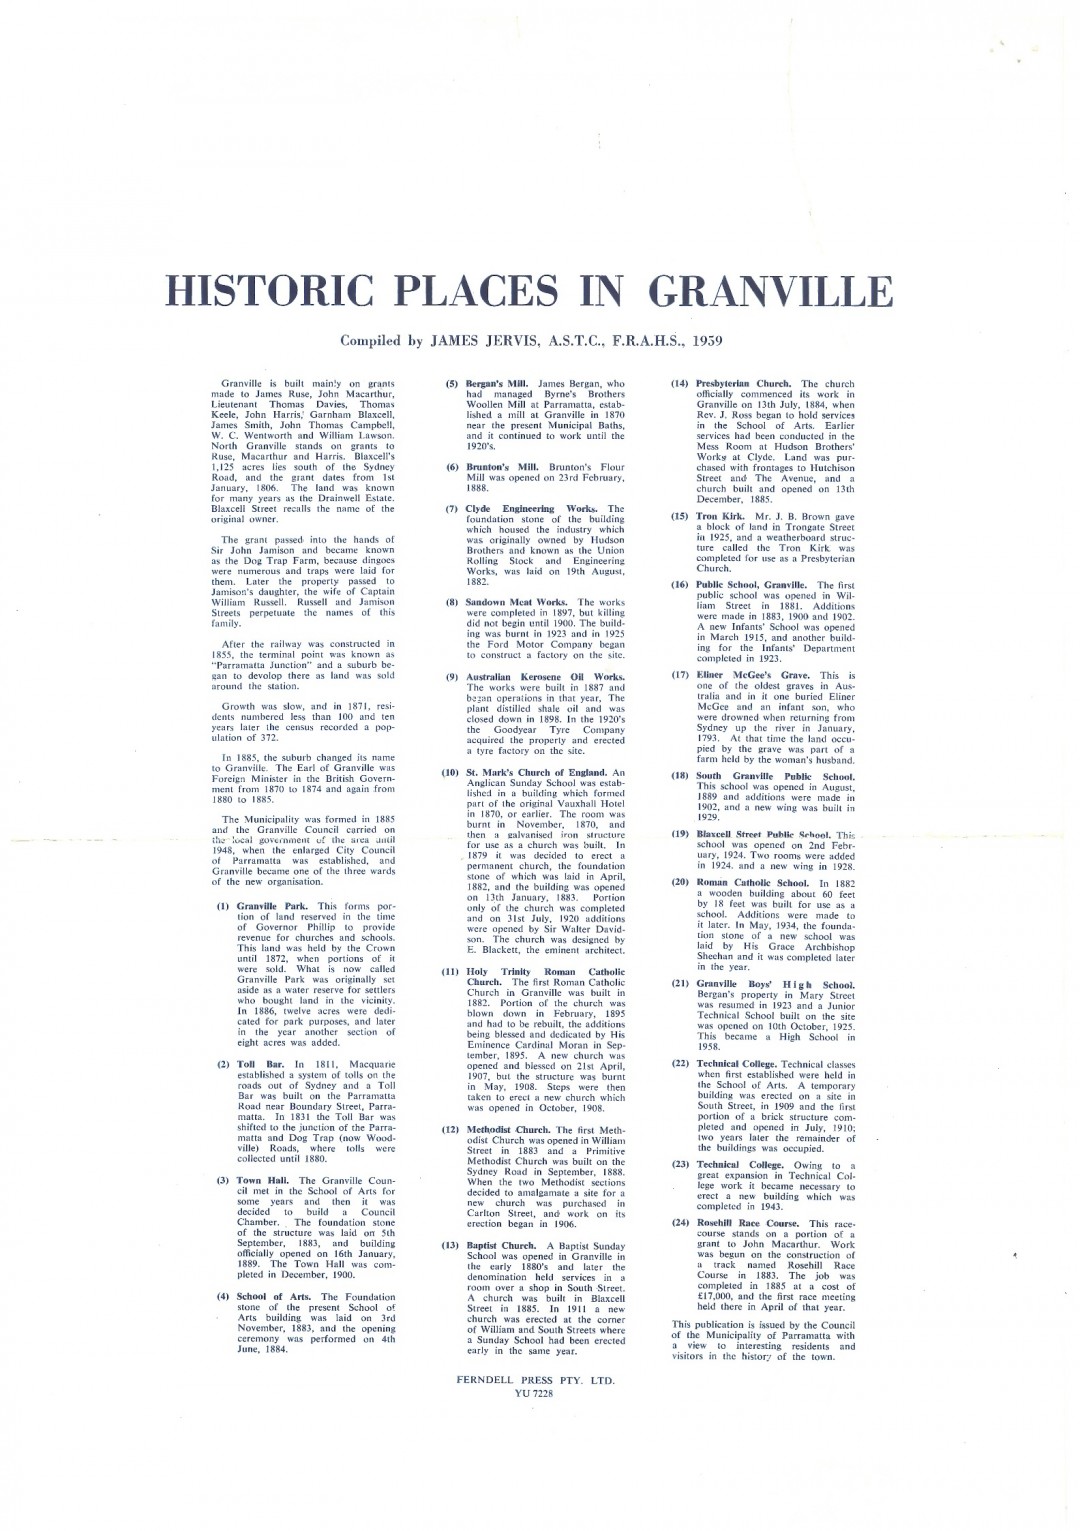 HISTORIC PLACES IN GRANVILLE
Compiled by JAMES JERVIS, A.S.T.C., F.R.A.H.S., 1959
Granville is built mainly on grants
made to James Ruse, John Macarthur,
Lieutenant Thomas Davies, Thomas
Keele, John Harris, Garnham Blaxcell,
James Smith, John Thomas Campbell,
W. C. Wentworth and William Lawson.
North Granville stands on grants to
Ruse, Macarthur and Harris. Blaxcell's
1,125 acres lies south of the Sydney
Road, and the grant dates from 1st
January, 1806. The land was known
for many years as the Drainwell Estate.
Blaxcell Street recalls the name of the
original owner.
The grant passed into the hands of
Sir John Jamison and became known
as the Dog Trap Farm, because dingoes
were numerous and traps were laid for
them. Later the property passed to
Jamison's daughter, the wife of Captain
William Russell. Russell and Jamison
Streets perpetuate the names of this
family.
After the railway was constructed in
1855, the terminal point was known as
"Parramatta Junction" and a suburb be-
gan to devolop there as land was sold
around the station.
Growth was slow, and in 1871, resi-
dents numbered less than 100 and ten
years later the census recorded a pop-
ulation of 372.
In 1885, the suburb changed its name
to Granville. The Earl of Granville was
Foreign Minister in the British Govern-
ment from 1870 to 1874 and again from
1880 to 1885.
The Municipality was formed in 1885
and the Granville Council carried on
the local government of the area until
1948, when the enlarged City Council
of Parramatta was established, and
Granville became one of the three wards
of the new organisation.
(1) Granville Park. This forms por-
tion of land reserved in the time
of Governor Phillip to provide
revenue for churches and schools.
This land was held by the Crown
until 1872, when portions of it
were sold. What is now called
Granville Park was originally set
aside as a water reserve for settlers
who bought land in the vicinity.
In 1886, twelve acres were dedi-
cated for park purposes, and later
in the year another section of
eight acres was added.
(2) Toll Bar. In 1811, Macquarie
established a system of tolls on the
roads out of Sydney and a Toll
Bar was built on the Parramatta
Road near Boundary Street, Parra-
matta. In 1831 the Toll Bar was
shifted to the junction of the Parra-
matta and Dog Trap (now Wood-
ville) Roads, where tolls were
collected until 1880.
(3) Town Hall. The Granville Coun-
cil met in the School of Arts for
some years and then it was
decided to build a Council
Chamber. The foundation stone
of the structure was laid on 5th
September, 1883, and building
officially opened on 16th January,
1889. The Town Hall was com-
pleted in December, 1900.
(4) School of Arts. The Foundation
stone of the present School of
Arts building was laid on 3rd
November, 1883, and the opening
ceremony was performed on 4th
June, 1884.
(5) Bergan's Mill. James Bergan, who
had managed Byrne's Brothers
Woollen Mill at Parramatta, estab-
lished a mill at Granville in 1870
near the present Municipal Baths,
and it continued to work until the
1920's.
(6) Brunton's Mill. Brunton's Flour
Mill was opened on 23rd February,
1888.
(7) Clyde Engineering Works. The
foundation stone of the building
which housed the industry which
was originally owned by Hudson
Brothers and known as the Union
Rolling Stock and Engineering
Works, was laid on 19th August,
1882.
(8) Sandown Meat Works. The works
were completed in 1897, but killing
did not begin until 1900. The build-
ing was burnt in 1923 and in 1925
the Ford Motor Company began
to construct a factory on the site.
(9) Australian Kerosene Oil Works.
The works were built in 1887 and
began operations in that year, The
plant distilled shale oil and was
closed down in 1898. In the 1920's
the Goodyear Tyre Company
acquired the property and erected
a tyre factory on the site.
(10) St. Mark's Church of England. An
Anglican Sunday School was estab-
lished in a building which formed
part of the original Vauxhall Hotel
in 1870, or earlier. The room was
burnt in November, 1870, and
then a galvanised iron structure
for use as a church was built. In
1879 it was decided to erect a
permanent church, the foundation
stone of which was laid in April,
1882, and the building was opened
on 13th January, 1883. Portion
only of the church was completed
and on 31st July, 1920 additions
were opened by Sir Walter David-
son. The church was designed by
E. Blackett, the eminent architect.
(11) Holy Trinity Roman Catholic
Church. The first Roman Catholic
Church in Granville was built in
1882. Portion of the church was
blown down in February, 1895
and had to be rebuilt, the additions
being blessed and dedicated by His
Eminence Cardinal Moran in Sep-
tember, 1895. A new church was
opened and blessed on 21st April,
1907, but the structure was burnt
in May, 1908. Steps were then
taken to erect a new church which
was opened in October, 1908.
(12) Methodist Church. The first Meth-
odist Church was opened in William
Street in 1883 and a Primitive
Methodist Church was built on the
Sydney Road in September, 1888.
When the two Methodist sections
decided to amalgamate a site for a
new church was purchased in
Carlton Street, and work on its
erection began in 1906.
(13) Baptist Church. A Baptist Sunday
School was opened in Granville in
the early 1880's and later the
denomination held services in a
room over a shop in South Street.
A church was built in Blaxcell
Street in 1885. In 1911 a new
church was erected at the corner
of William and South Streets where
a Sunday School had been erected
early in the same year.
(14) Presbyterian Church. The church
officially commenced its work in
Granville on 13th July, 1884, when
Rev. J. Ross began to hold services
in the School of Arts. Earlier
services had been conducted in the
Mess Room at Hudson Brothers'
Works at Clyde. Land was pur-
chased with frontages to Hutchison
Street and The Avenue, and a
church built and opened on 13th
December, 1885.
(15) Tron Kirk. Mr. J. B. Brown gave
a block of land in Trongate Street
in 1925, and a weatherboard struc-
ture called the Tron Kirk was
completed for use as a Presbyterian
Church.
(16) Public School, Granville. The first
public school was opened in Wil-
liam Street in 1881. Additions
were made in 1883, 1900 and 1902.
A new Infants' School was opened
in March 1915, and another build-
ing for the Infants' Department
completed in 1923.
(17) Eliner McGee's Grave. This is
one of the oldest graves in Aus-
tralia and in it one buried Eliner
McGee and an infant son, who
were drowned when returning from
Sydney up the river in January,
1793. At that time the land occu-
pied by the grave was part of a
farm held by the woman's husband.
(18) South Granville Public School.
This school was opened in August,
1889 and additions were made in
1902, and a new wing was built in
1929.
(19) Blaxcell Street Public School. This
school was opened on 2nd Febr-
uary, 1924. Two rooms were added
in 1924. and a new wing in 1928.
(20) Roman Catholic School. In 1882
a wooden building about 60 feet
by 18 feet was built for use as a
school. Additions were made to
it later. In May, 1934, the founda-
tion stone of a new school was
laid by His Grace Archbishop
Sheehan and it was completed later
in the year.
(21) Granville Boys' High School.
Bergan's property in Mary Street
was resumed in 1923 and a Junior
Technical School built on the site
was opened on 10th October, 1925.
This became a High School in
1958.
(22) Technical College. Technical classes
when first established were held in
the School of Arts. A temporary
building was erected on a site in
South Street, in 1909 and the first
portion of a brick structure com-
pleted and opened in July, 1910;
two years later the remainder of
the buildings was occupied.
(23) Technical College. Owing to a
great expansion in Technical Col-
lege work it became necessary to
erect a new building which was
completed in 1943.
(24) Rosehill Race Course. This race-
course stands on a portion of a
grant to John Macarthur. Work
was begun on the construction of
a track named Rosehill Race
Course in 1883. The job was
completed in 1885 at a cost of
£17,000, and the first race meeting
held there in April of that year.
This publication is issued by the Council
of the Municipality of Parramatta with
a view to interesting residents and
visitors in the history of the town.
FERNDELL PRESS PTY. LTD.
YU 7228